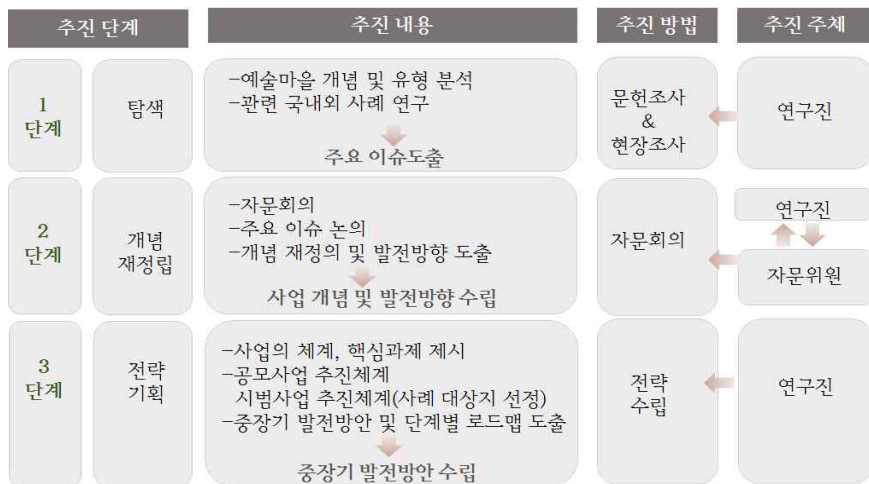 추진 단계
추진 내용
추진 방법
추진 주체
1
단계
탐색
-예술마을 개념 및 유형 분석
-관련 국내외 사례 연구
주요 이슈도출
문헌조사
&
현장조사
연구진
2
단계
개념
재정립
-자문회의
-주요 이슈 논의
-개념 재정의 및 발전방향 도출
사업 개념 및 발전방향 수립
자문회의
연구진
자문위원
3
단계
전략
기획
-사업의 체계, 핵심과제 제시
-공모사업 추진체계
시범사업 추진체계(사례 대상지 선정)
-중장기 발전방안 및 단계별 로드맵 도출
중장기 발전방안 수립
전략
수립
연구진